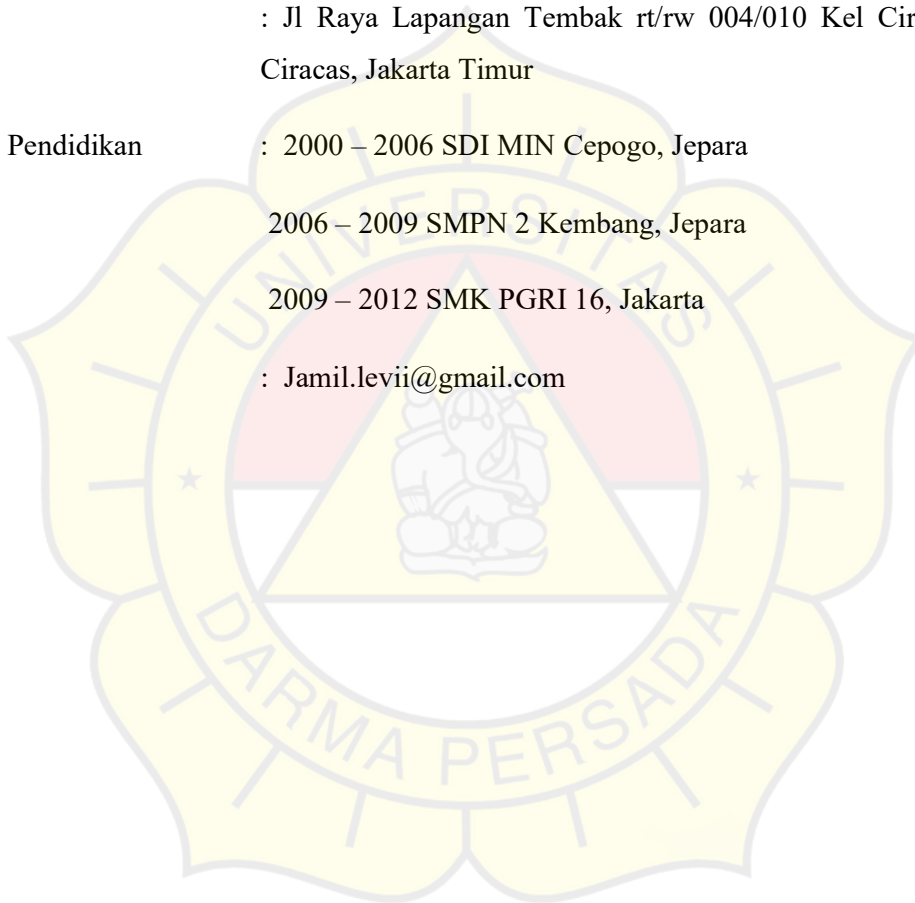 : Jl Raya Lapangan Tembak rt/rw 004/010 Kel
Ciracas, Jakarta Timur
Pendidikan : 2000 – 2006 SDI MIN Cepogo, Jepara
2006 – 2009 SMPN 2 Kembang, Jepara
2009 – 2012 SMK PGRI 16, Jakarta
: Jamil.levii@gmail.com
UNIVERSITAS
DARMA PERSADA